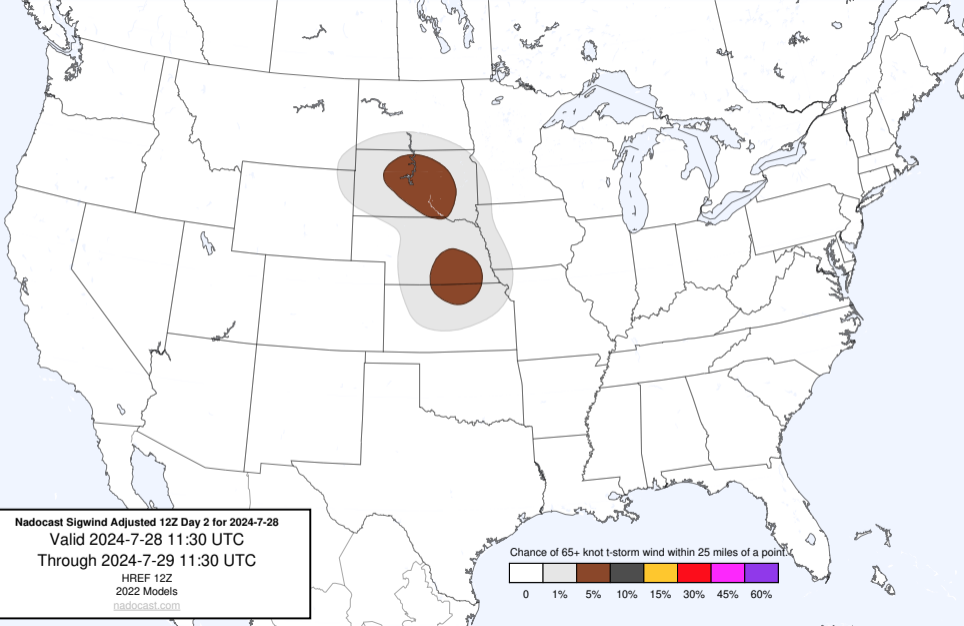 Nadocast Sigwind Adjusted 12Z Day 2 for 2024-7-28
Valid 2024-7-28 11:30 UTC
Through 2024-7-29 11:30 UTC
HREF 12Z
2022 Models
nadocast.com
Chance of 65+ knot t-storm wind within 25 miles of a point.
0 1% 5% 10% 15% 30% 45% 60%